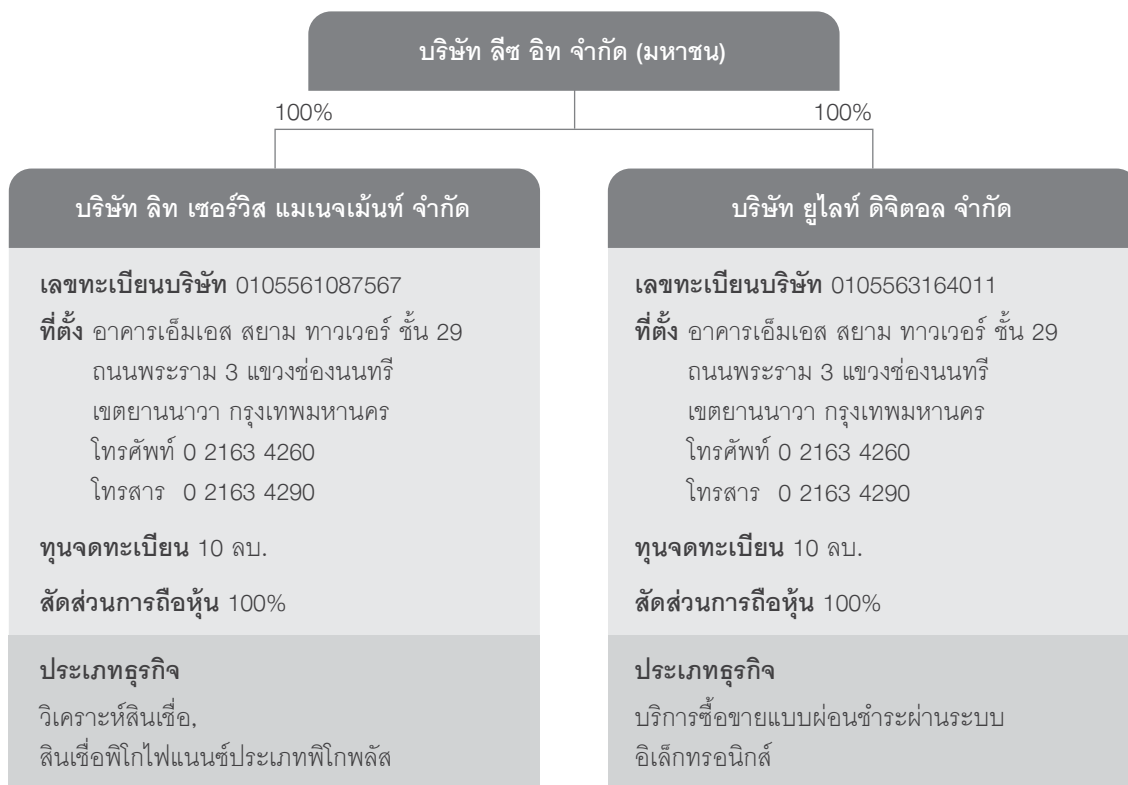 บริษัท ลีซ อิท จำกัด (มหาชน)
100%
100%
บริษัท ลิท เซอร์วิส แมเนจเม้นท์ จำกัด
เลขทะเบียนบริษัท 0105561087567
ที่ตั้ง อาคารเอ็มเอส สยาม ทาวเวอร์ ชั้น 29
ถนนพระราม 3 แขวงช่องนนทรี
เขตยานนาวา กรุงเทพมหานคร
โทรศัพท์ 0 2163 4260
โทรสาร 0 2163 4290
ทุนจดทะเบียน 10 ลบ.
สัดส่วนการถือหุ้น 100%
ประเภทธุรกิจ
วิเคราะห์สินเชื่อ,
สินเชื่อพิโกไฟแนนซ์ประเภทพิโกพลัส
บริษัท ยูไลท์ ดิจิตอล จำกัด
เลขทะเบียนบริษัท 0105563164011
ที่ตั้ง อาคารเอ็มเอส สยาม ทาวเวอร์ ชั้น 29
ถนนพระราม 3 แขวงช่องนนทรี
เขตยานนาวา กรุงเทพมหานคร
โทรศัพท์ 0 2163 4260
โทรสาร 0 2163 4290
ทุนจดทะเบียน 10 ลบ.
สัดส่วนการถือหุ้น 100%
ประเภทธุรกิจ
บริการซื้อขายแบบผ่อนชำระผ่านระบบ
อิเล็กทรอนิกส์